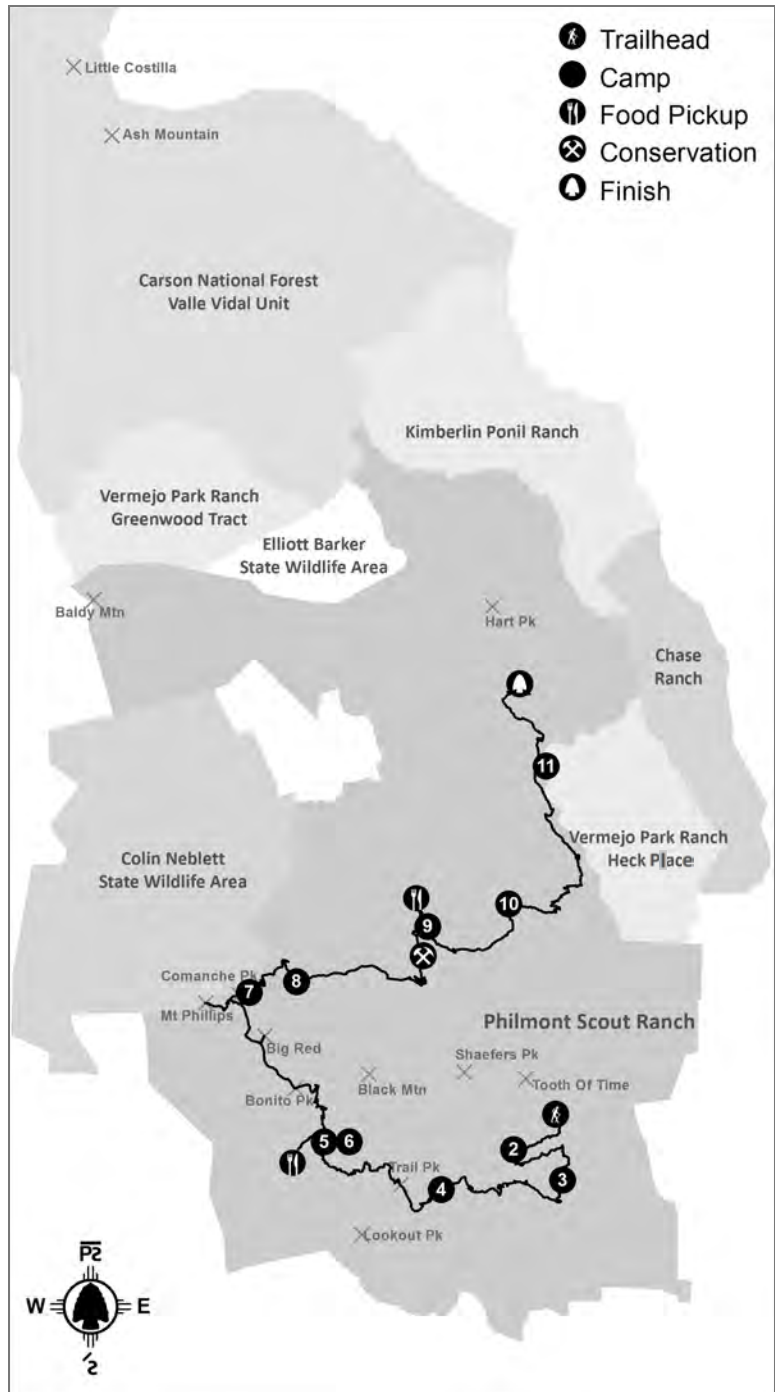 Trailhead
Camp
Food Pickup
Conservation
Finish
Little Costilla
Ash Mountain
Carson National Forest
Valle Vidal Unit
Kimberlin Ponil Ranch
Vermejo Park Ranch
Greenwood Tract
Elliott Barker
State Wildlife Area
Baldy Mtn
Hart Pk
Chase
Ranch
11
Vermejo Park Ranch
Heck Place
Colin Neblett
State Wildlife Area
10
9
8
Comanche Pk
7
Mt Phillips
Philmont Scout Ranch
Big Red
Shaefers Pk
Black Mtn
Tooth Of Time
Bonito Pk
5
6
2
Trail Pk
3
4
Lookout Pk
W
E